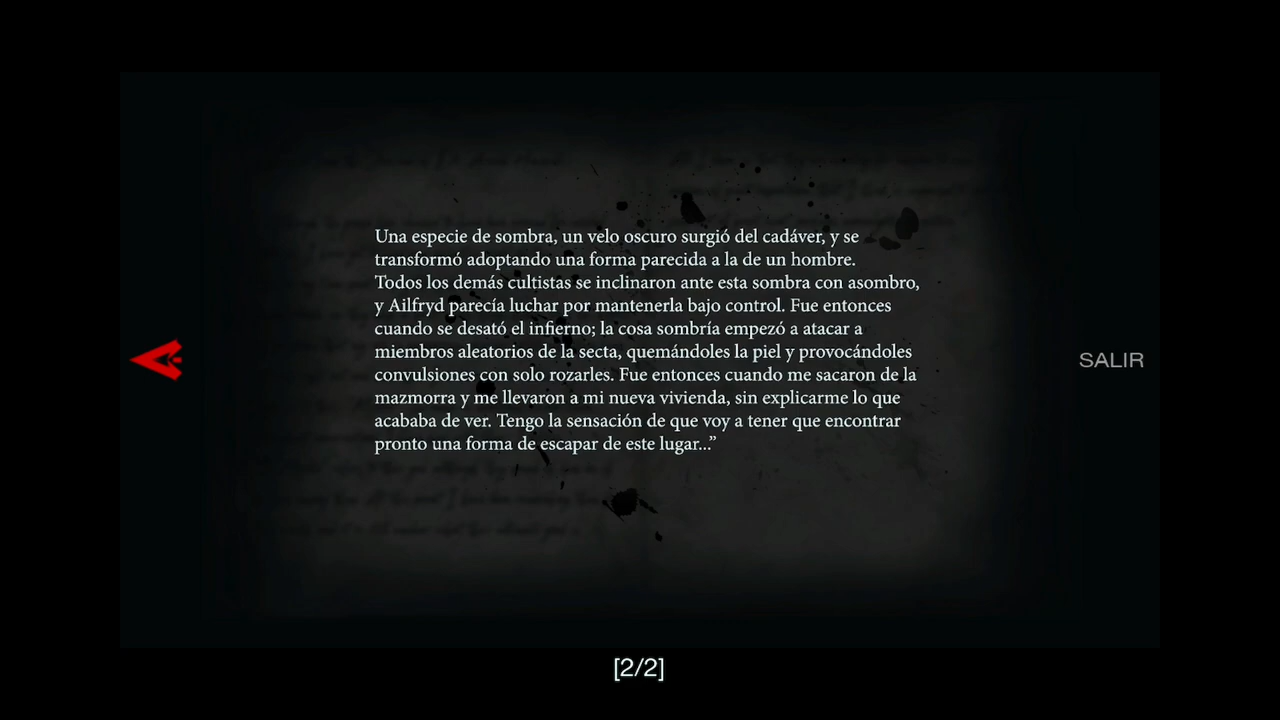 Una especie de sombra, un velo oscuro surgió del cadáver, y se
transformó adoptando una forma parecida a la de un hombre.
Todos los demás cultistas se inclinaron ante esta sombra con asombro,
y Ailfryd parecía luchar por mantenerla bajo control. Fue entonces
cuando se desató el infierno; la cosa sombría empezó a atacar a
miembros aleatorios de la secta, quemándoles la piel y provocándoles
convulsiones con solo rozarles. Fue entonces cuando me sacaron de la
mazmorra y me llevaron a mi nueva vivienda, sin explicarme lo que
acababa de ver. Tengo la sensación de que voy a tener que encontrar
pronto una forma de escapar de este lugar...”
SALIR
[2/2]